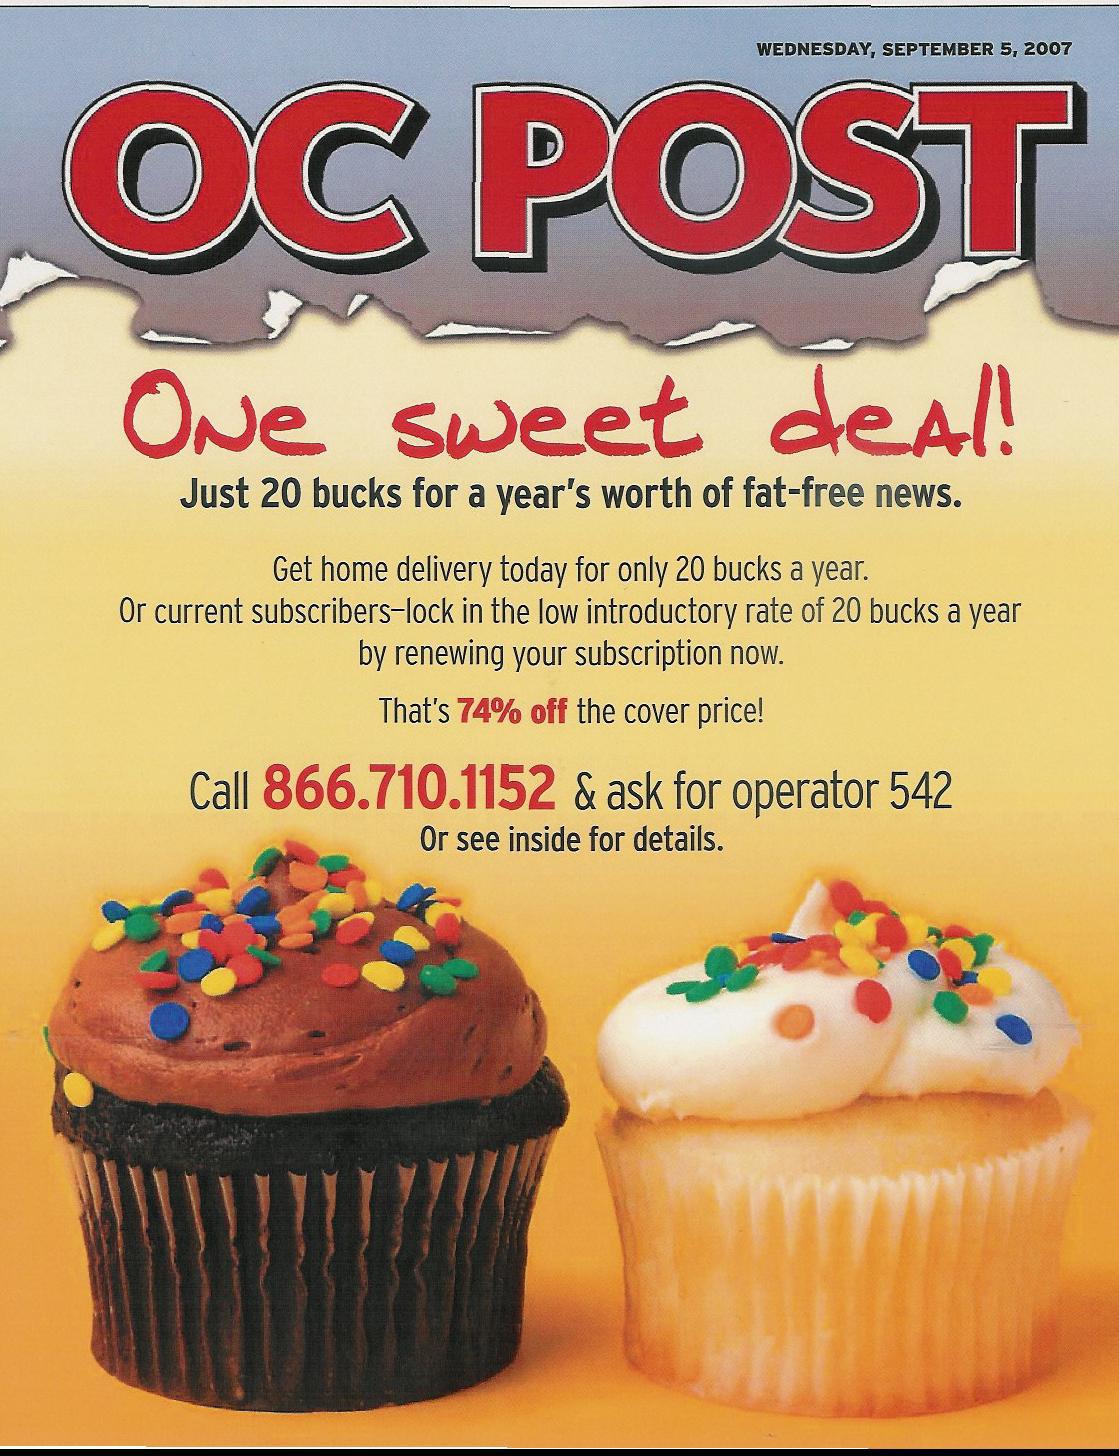 WEDNESDAY, SEPTEMBER 5, 2007
OC POST
One sweet deal!
Just 20 bucks for a year's worth of fat-free news.
Get home delivery today for only 20 bucks a year.
Or current subscribers–lock in the low introductory rate of 20 bucks a year
by renewing your subscription now.
That's 74% off the cover price!
Call 866.710.1152 & ask for operator 542
Or see inside for details.